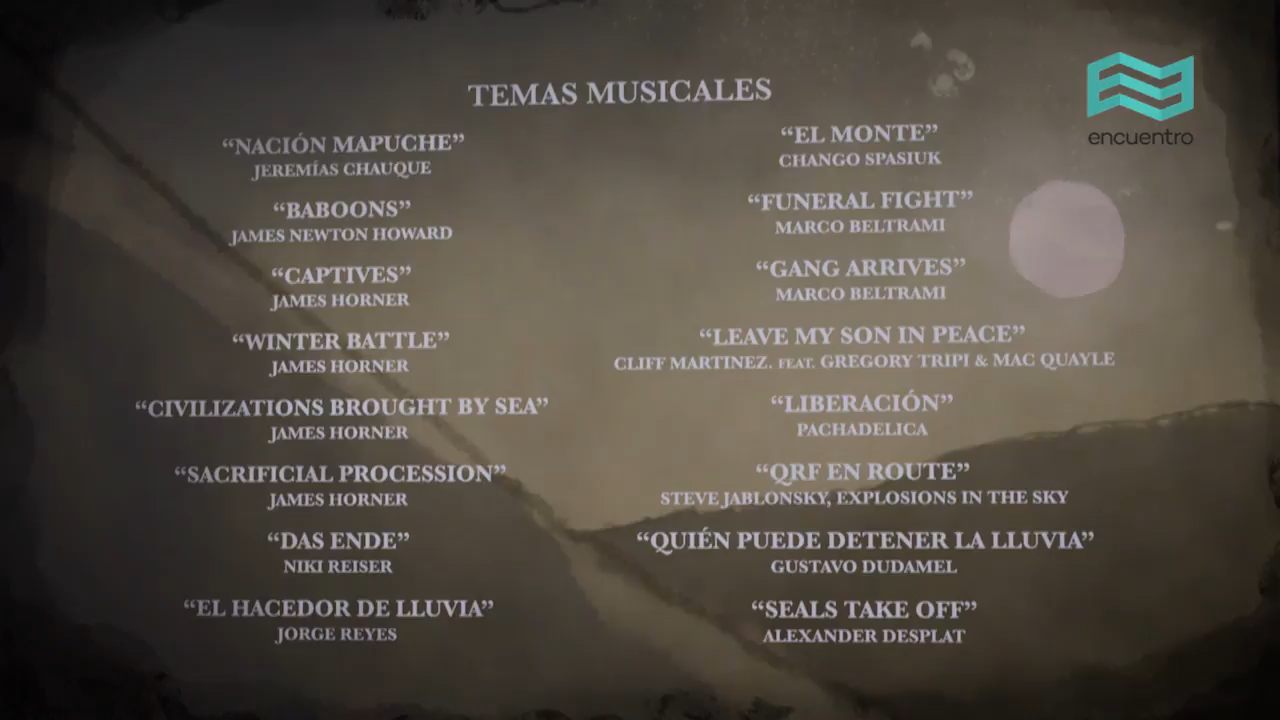 TEMAS MUSICALES
“NACIÓN MAPUCHE”
JEREMÍAS CHAUQUE
“BABOONS”
JAMES NEWTON HOWARD
“CAPTIVES”
JAMES HORNER
“WINTER BATTLE”
JAMES HORNER
“CIVILIZATIONS BROUGHT BY SEA”
JAMES HORNER
“SACRIFICIAL PROCESSION”
JAMES HORNER
“DAS ENDE”
NIKI REISER
“EL HACEDOR DE LLUVIA”
JORGE REYES
“EL MONTE”
CHANGO SPASIUK
“FUNERAL FIGHT”
MARCO BELTRAMI
“GANG ARRIVES”
MARCO BELTRAMI
“LEAVE MY SON IN PEACE”
CLIFF MARTINEZ. FEAT. GREGORY TRIPI & MAC QUAYLE
“LIBERACIÓN”
PACHADELICA
“QRF EN ROUTE”
STEVE JABLONSKY, EXPLOSIONS IN THE SKY
“QUIÉN PUEDE DETENER LA LLUVIA”
GUSTAVO DUDAMEL
“SEALS TAKE OFF”
ALEXANDER DESPLAT
encuentro